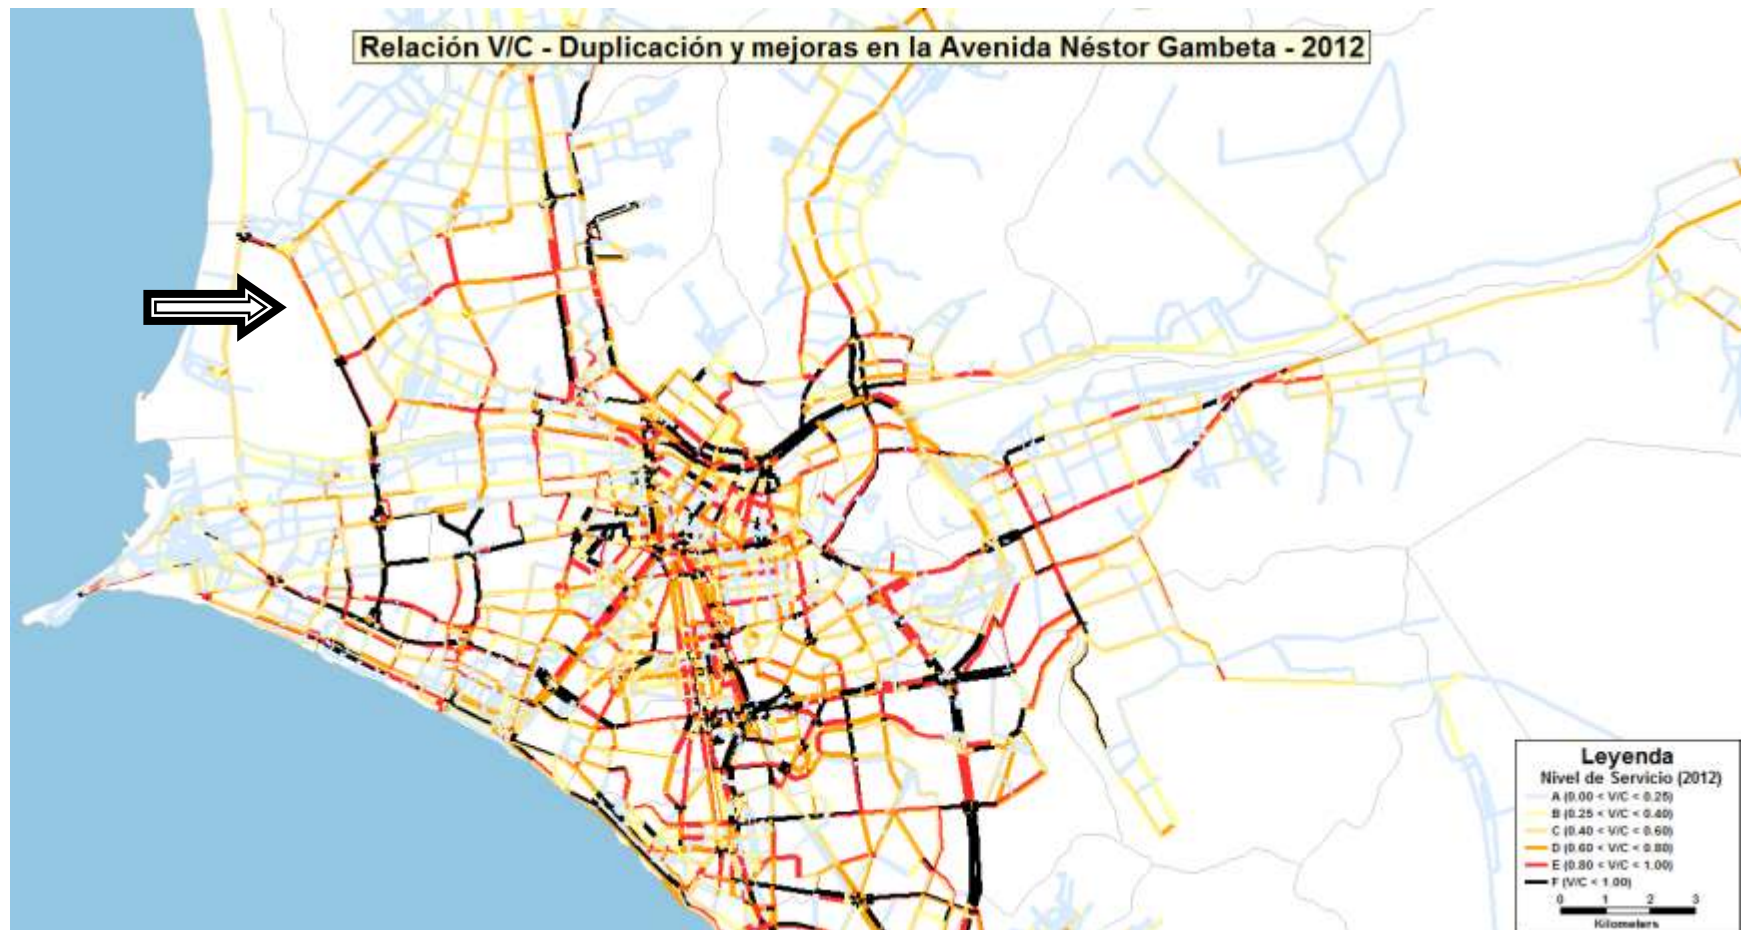 Relación V/C - Duplicación y mejoras en la Avenida Néstor Gambeta - 2012
Leyenda
Nivel de Servicio (2012)
A (0.00 < V/C < 0.25)
B (0.25 < V/C < 0.40)
C (0.40 < V/C < 0.60)
D (0.60 < V/C < 0.80)
E (0.80 < V/C < 1.00)
F (V/C < 1.00)
0 1 2 3
Kilometers